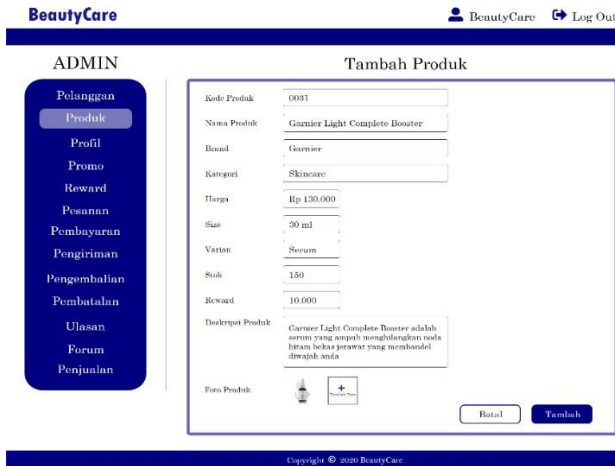 BeautyCare
BeautyCare Log Out
ADMIN
Tambah Produk
Pelanggan
Produk
Profil
Promo
Reward
Pesanan
Pembayaran
Pengiriman
Pengembalian
Pembatalan
Ulasan
Forum
Penjualan
Kode Produk 0031
Nama Produk Garnier Light Complete Booster
Brand Garnier
Kategori Skincare
Harga Rp 130.000
Size 30 ml
Varian Serum
Stok 150
Reward 10.000
Deskripsi Produk
Garnier Light Complete Booster adalah
serum yang ampuh menghilangkan noda
hitam bekas jerawat yang membandel
diwajah anda
Foto Produk
+
Tambah Foto
Batal Tambah
Copyright © 2020 BeautyCare